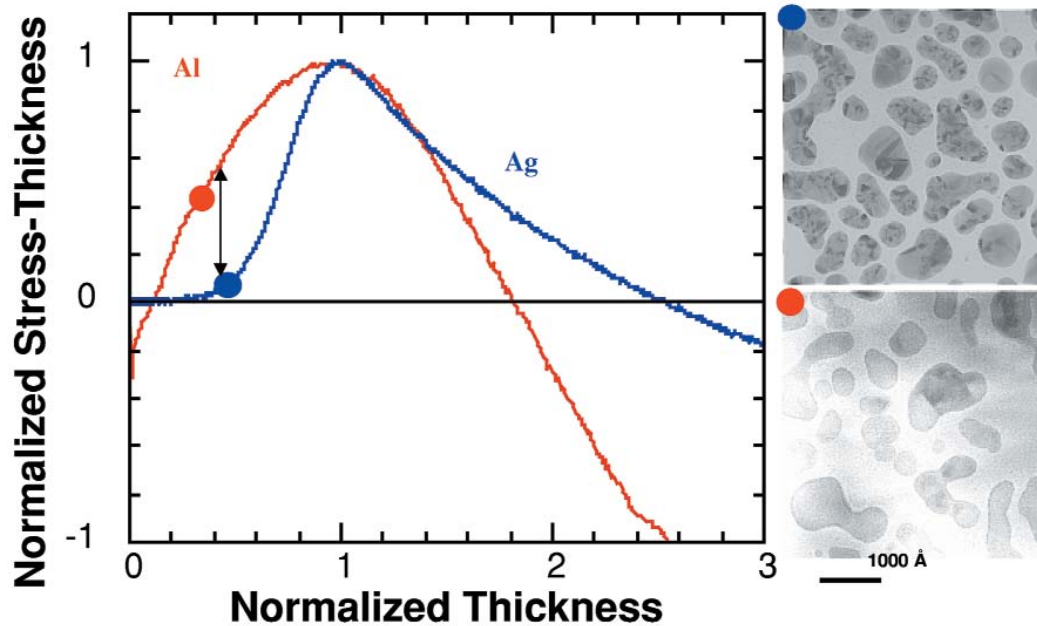 Normalized Stress-Thickness
1
0
-1
Al
Ag
0
1
2
3
Normalized Thickness
1000 Å